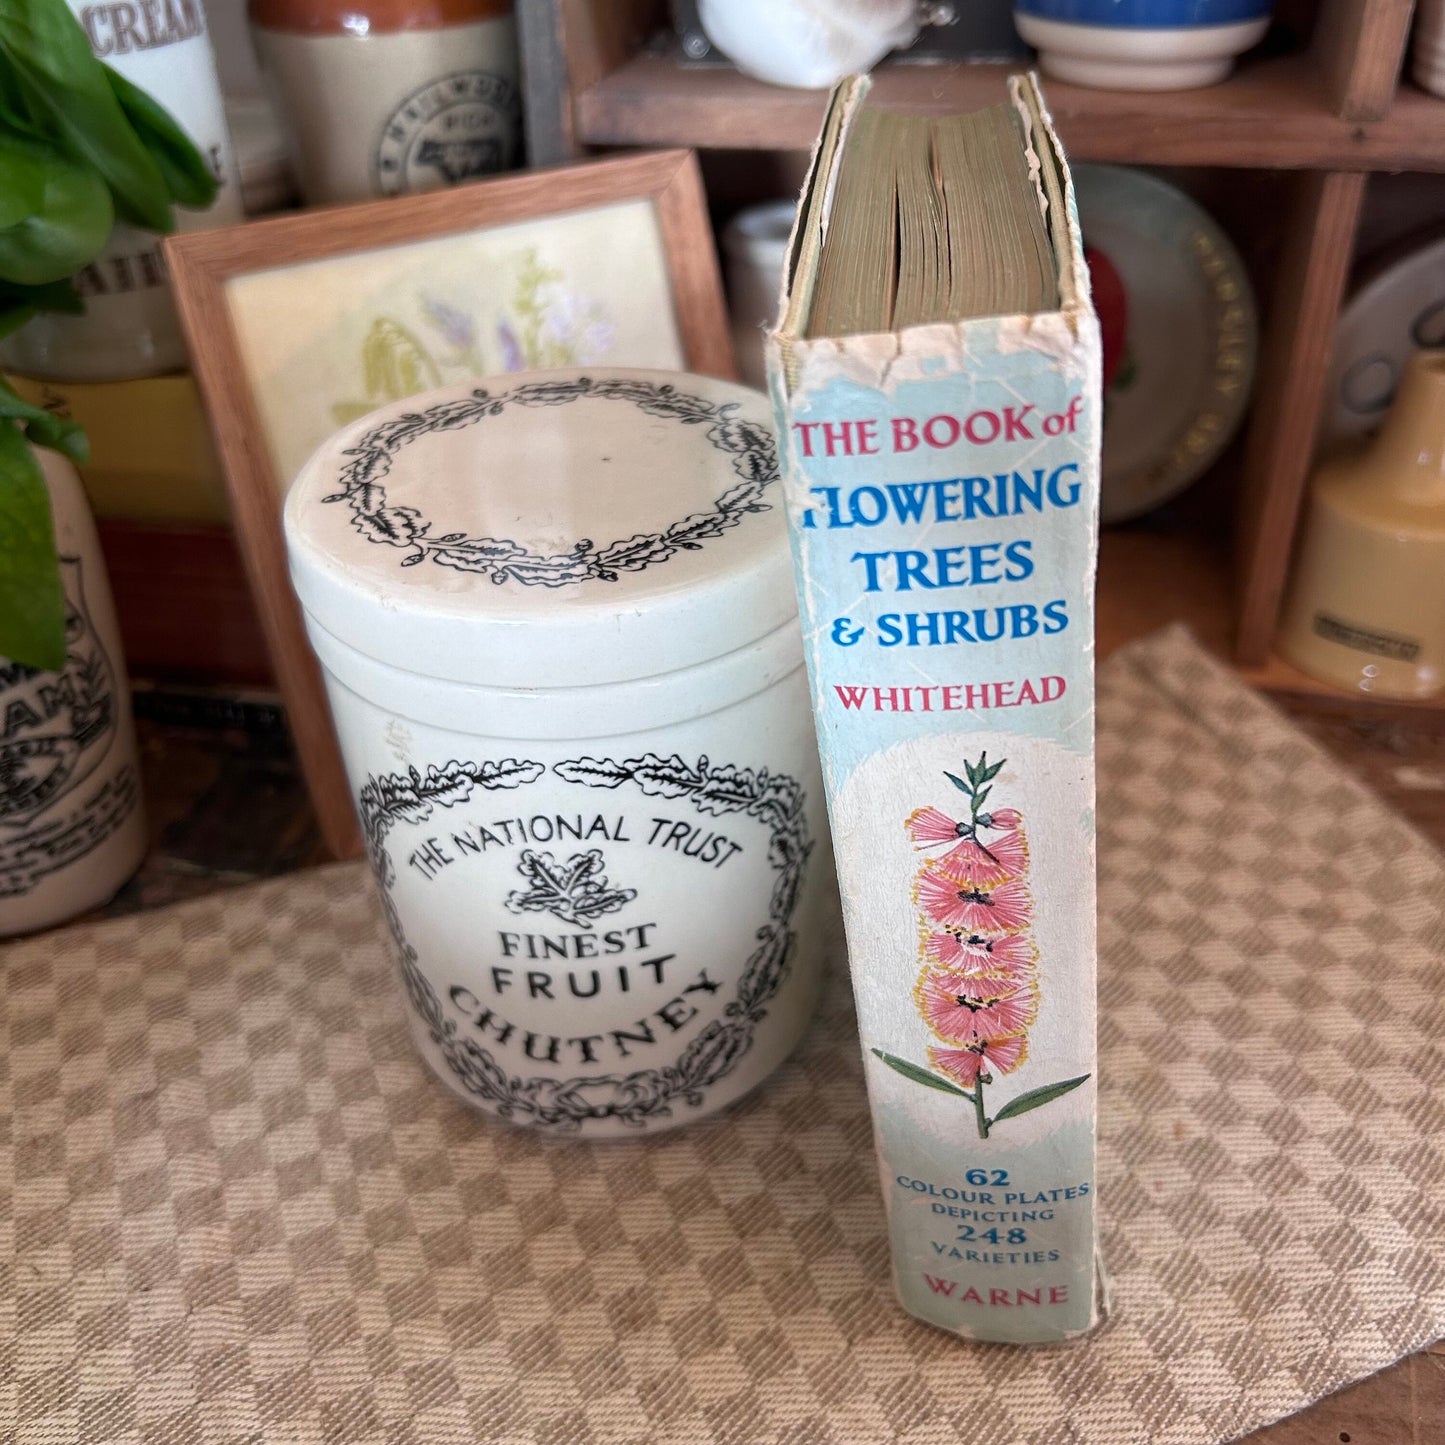 CREAM
THE BOOK of
FLOWERING
TREES
& SHRUBS
WHITEHEAD
62
COLOUR PLATES
DEPICTING
248
VARIETIES
WARNE
THE NATIONAL TRUST
FINEST
FRUIT
CHUTNEY